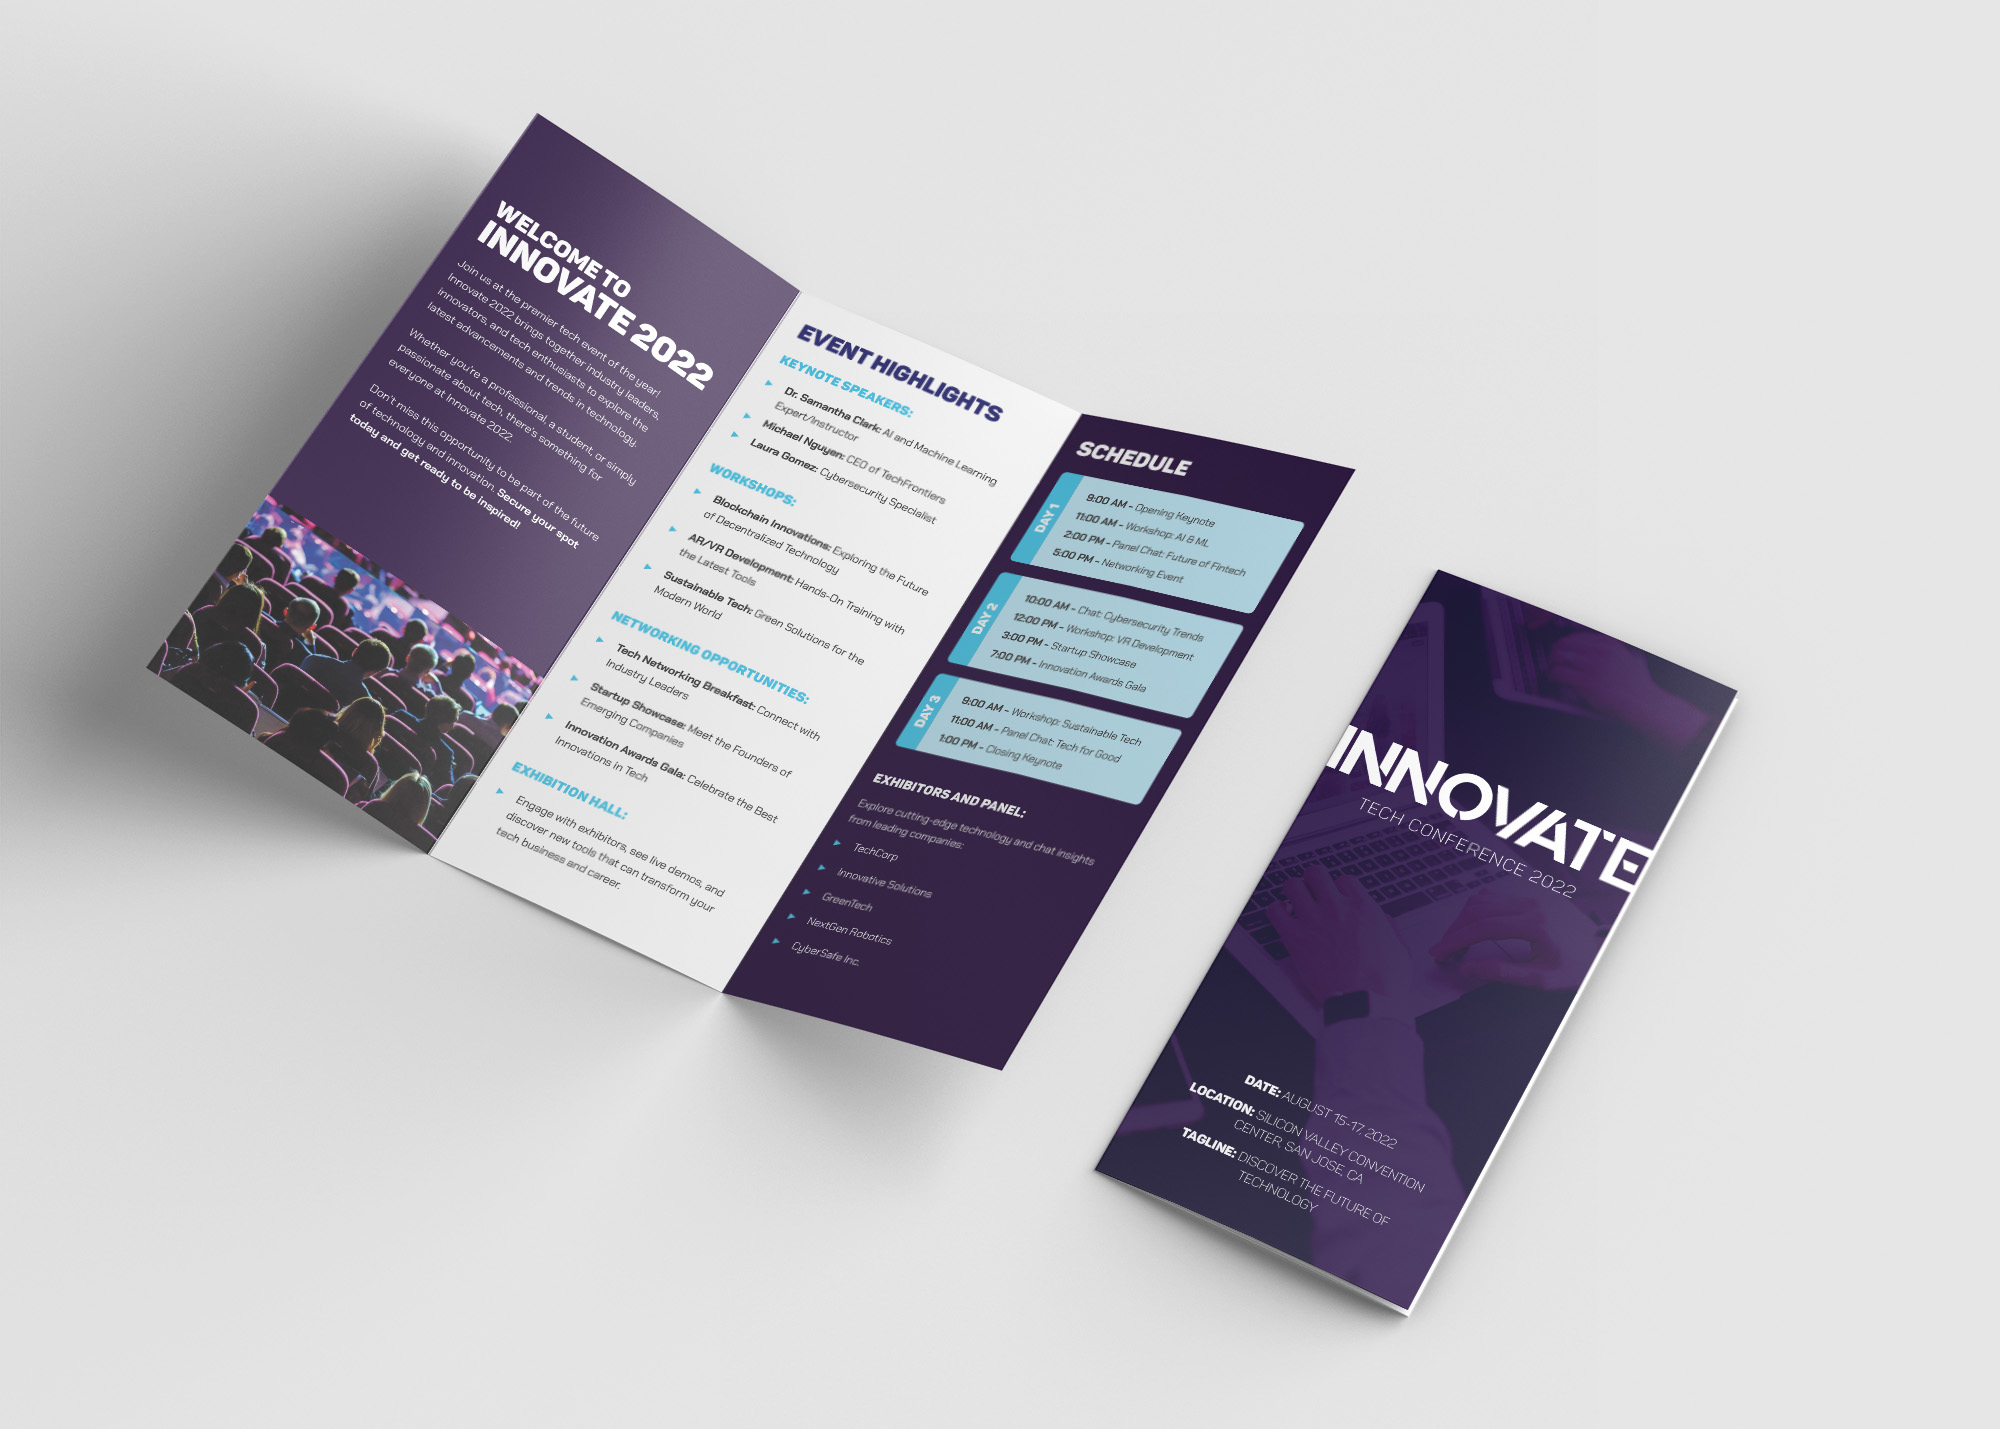 WELCOME TO
INNOVATE 2022
Join us at the premier tech event of the year!
Innovate 2022 brings together industry leaders,
innovators, and tech enthusiasts to explore the
latest advancements and trends in technology.
Whether you're a professional, a student, or simply
passionate about tech, there's something for
everyone at Innovate 2022.
Don't miss this opportunity to be part of the future
of technology and innovation. Secure your spot
today and get ready to be inspired!
EVENT HIGHLIGHTS
KEYNOTE SPEAKERS:
Dr. Samantha Clark: AI and Machine Learning
Expert/Instructor
Michael Nguyen: CEO of TechFrontiers
Laura Gomez: Cybersecurity Specialist
WORKSHOPS:
Blockchain Innovations: Exploring the Future
of Decentralized Technology
AR/VR Development: Hands-On Training with
the Latest Tools
Sustainable Tech: Green Solutions for the
Modern World
NETWORKING OPPORTUNITIES:
Tech Networking Breakfast: Connect with
Industry Leaders
Startup Showcase: Meet the Founders of
Emerging Companies
Innovation Awards Gala: Celebrate the Best
Innovations in Tech
EXHIBITION HALL:
Engage with exhibitors, see live demos, and
discover new tools that can transform your
tech business and career.
SCHEDULE
DAY 1
9:00 AM - Opening Keynote
11:00 AM - Workshop: AI & ML
2:00 PM - Panel Chat: Future of Fintech
5:00 PM - Networking Event
DAY 2
10:00 AM - Chat: Cybersecurity Trends
12:00 PM - Workshop: VR Development
3:00 PM - Startup Showcase
7:00 PM - Innovation Awards Gala
DAY 3
9:00 AM - Workshop: Sustainable Tech
11:00 AM - Panel Chat: Tech for Good
1:00 PM - Closing Keynote
EXHIBITORS AND PANEL:
Explore cutting-edge technology and chat insights
from leading companies:
TechCorp
Innovative Solutions
GreenTech
NextGen Robotics
CyberSafe Inc.
INNOVATE
TECH CONFERENCE 2022
DATE: AUGUST 15-17, 2022
LOCATION: SILICON VALLEY CONVENTION
CENTER, SAN JOSE, CA
TAGLINE: DISCOVER THE FUTURE OF
TECHNOLOGY